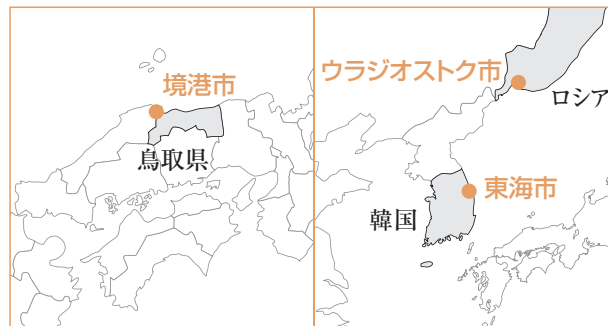 境港市
鳥取県
ウラジオストク市
ロシア
東海市
韓国